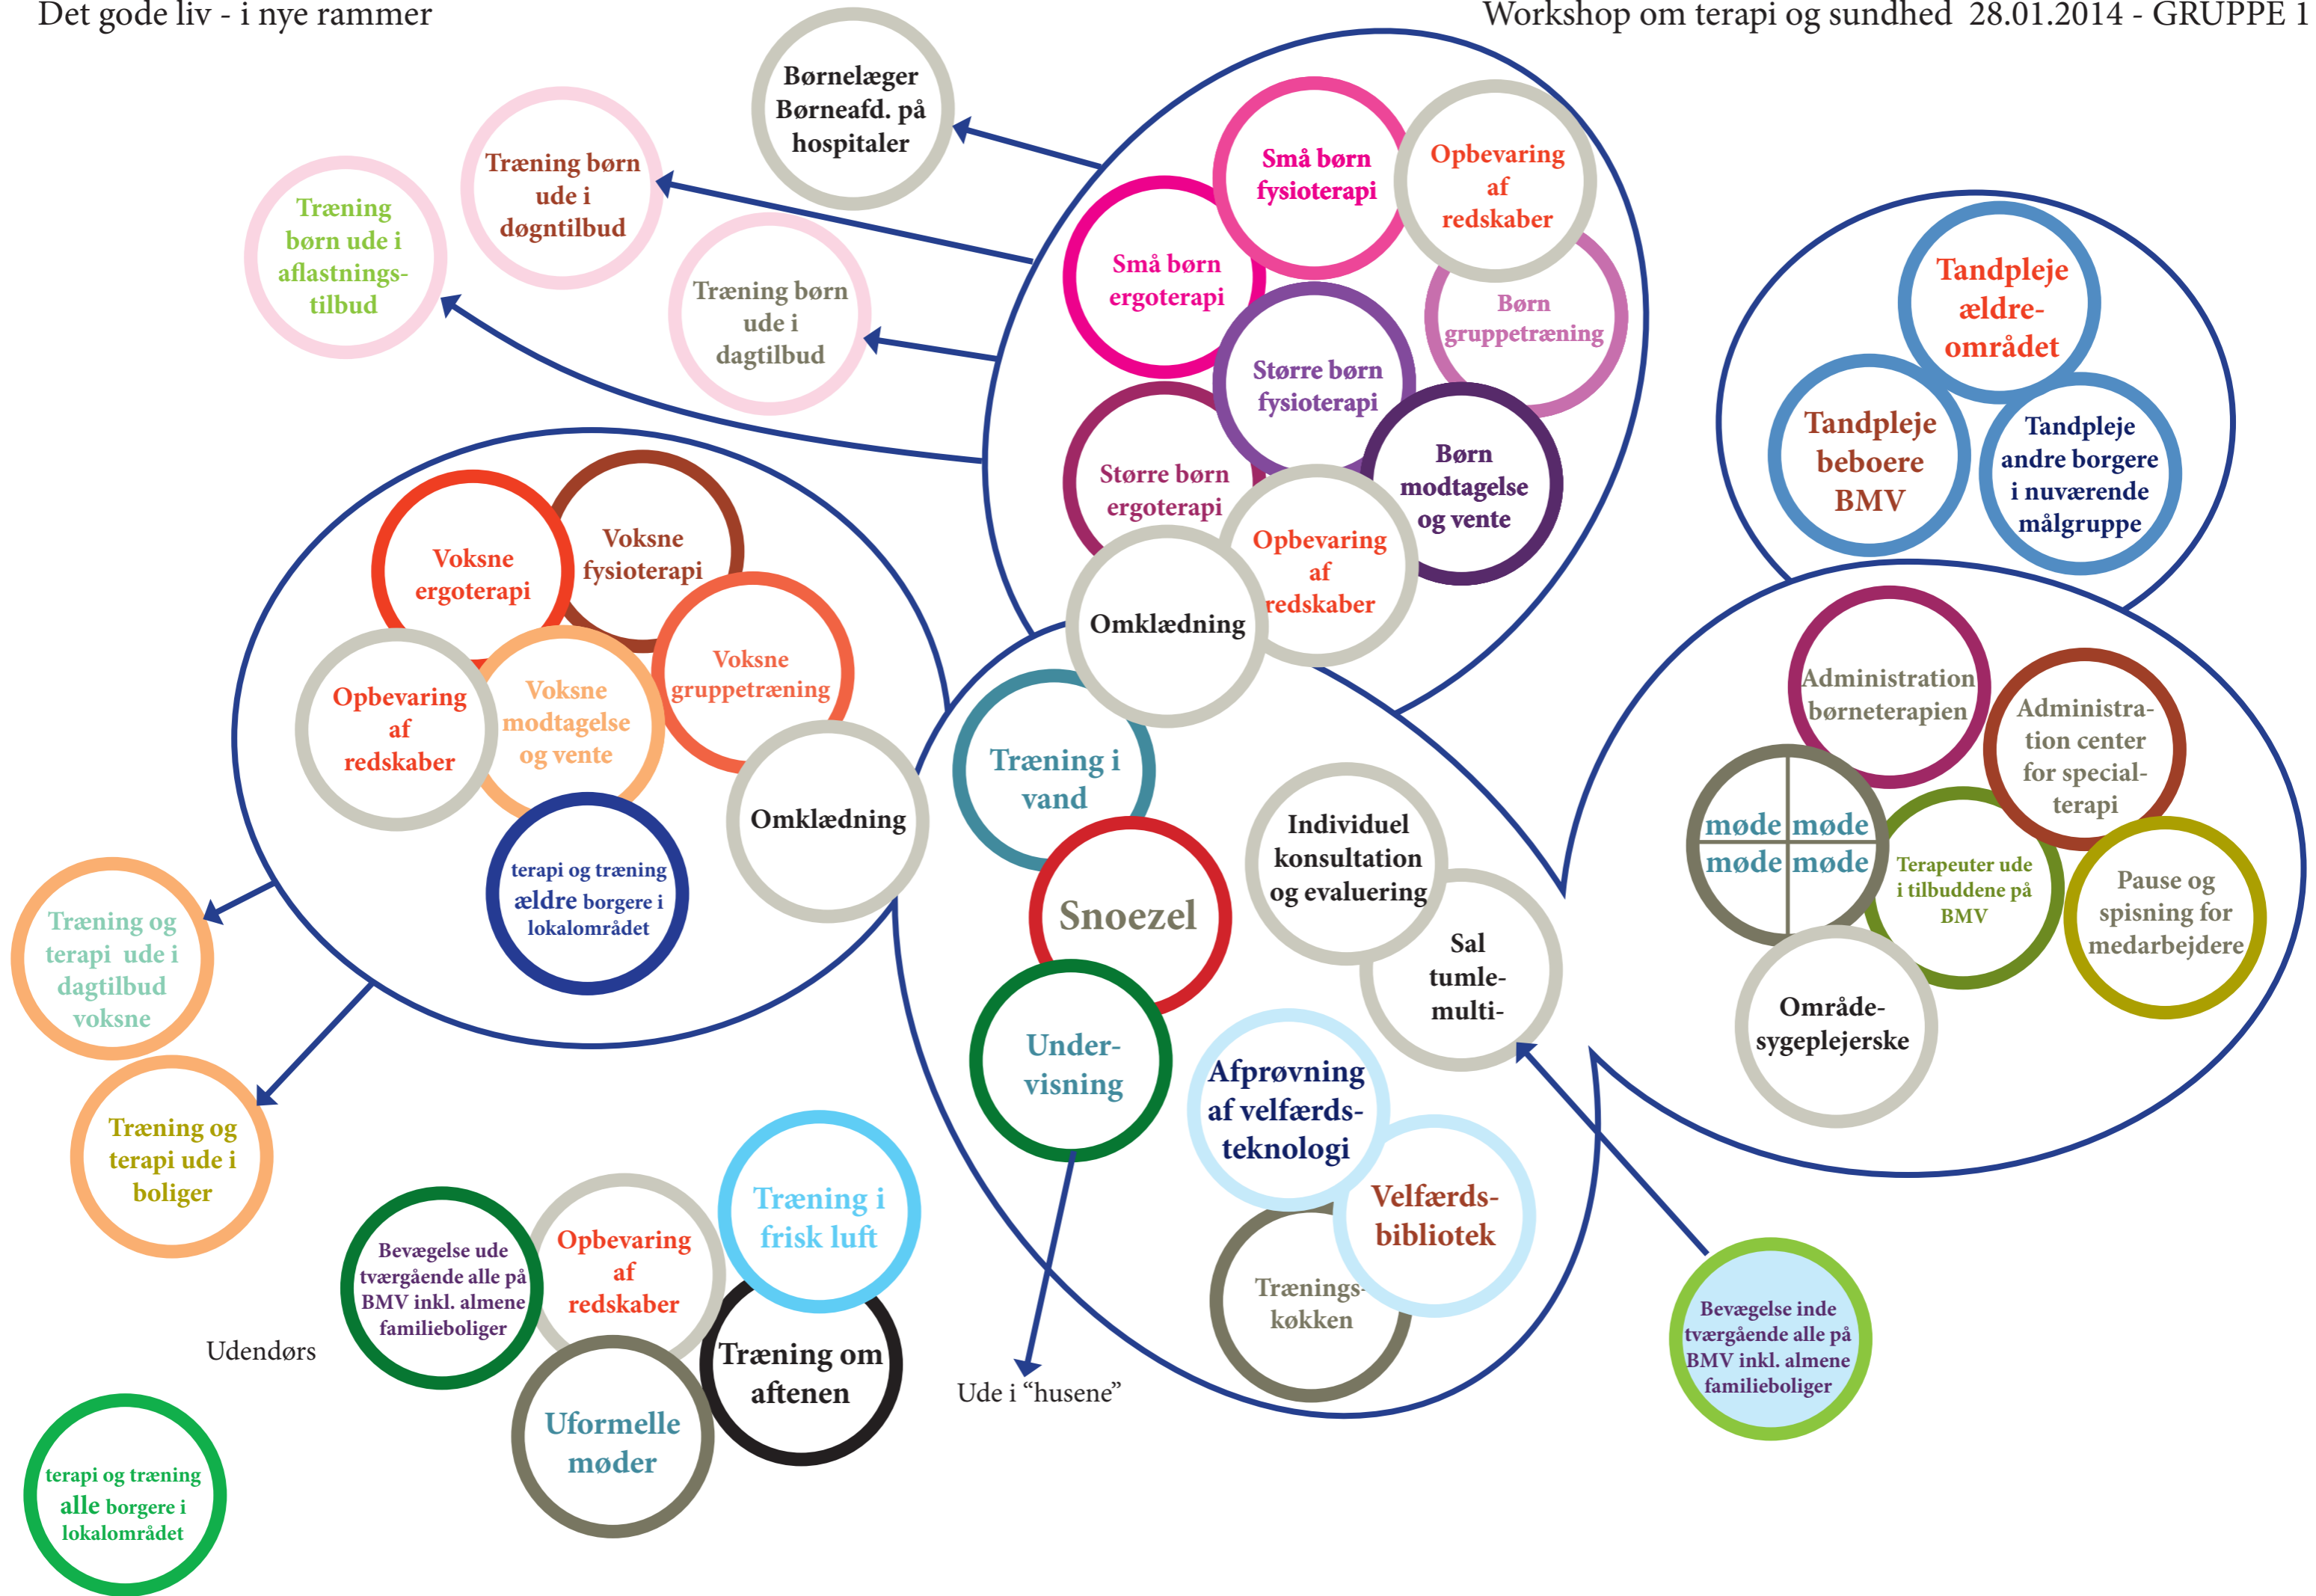 Det gode liv - i nye rammer
Workshop om terapi og sundhed 28.01.2014 - GRUPPE 1
Børnelæger
Børneafd. på
hospitaler
Træning børn
ude i
døgntilbud
Træning
børn ude i
aflastnings-
tilbud
Træning børn
ude i
dagtilbud
Små børn
fysioterapi
Opbevaring
af
redskaber
Små børn
ergoterapi
Børn
gruppetræning
Større børn
fysioterapi
Større børn
ergoterapi
Børn
modtagelse
og vente
Opbevaring
af
redskaber
Omklædning
Tandpleje
ældre-
området
Tandpleje
beboere
BMV
Tandpleje
andre borgere
i nuværende
målgruppe
Voksne
ergoterapi
Voksne
fysioterapi
Voksne
gruppetræning
Opbevaring
af
redskaber
Voksne
modtagelse
og vente
Omklædning
terapi og træning
ældre borgere i
lokalområdet
Træning og
terapi ude i
dagtilbud
voksne
Træning og
terapi ude i
boliger
Træning i
vand
Snoezel
Under-
visning
Individuel
konsultation
og evaluering
Sal
tumle-
multi-
Afprøvning
af velfærds-
teknologi
Velfærds-
bibliotek
Trænings-
køkken
Administration
børneterapien
Administra-
tion center
for special-
terapi
møde møde
møde møde
Terapeuter ude
i tilbuddene på
BMV
Pause og
spisning for
medarbejdere
Område-
sygeplejerske
Bevægelse ude
tværgående alle på
BMV inkl. almene
familieboliger
Opbevaring
af
redskaber
Træning i
frisk luft
Træning om
aftenen
Uformelle
møder
Udendørs
Ude i “husene”
Bevægelse inde
tværgående alle på
BMV inkl. almene
familieboliger
terapi og træning
alle borgere i
lokalområdet